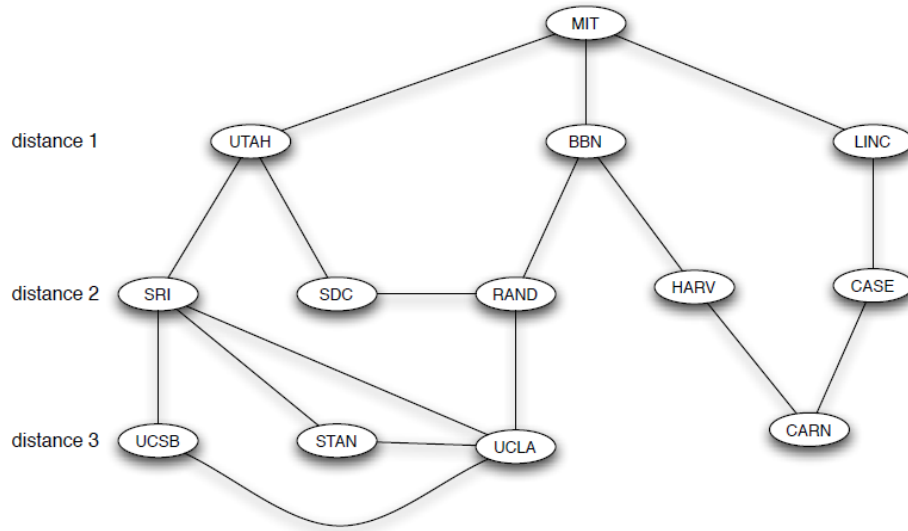 MIT
distance 1 UTAH BBN LINC
distance 2 SRI SDC RAND HARV CASE
distance 3 UCSB STAN UCLA CARN